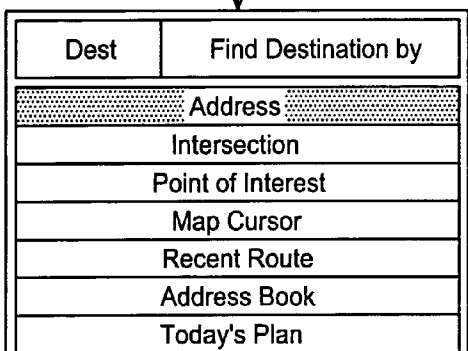 Dest Find Destination by
Address
Intersection
Point of Interest
Map Cursor
Recent Route
Address Book
Today's Plan